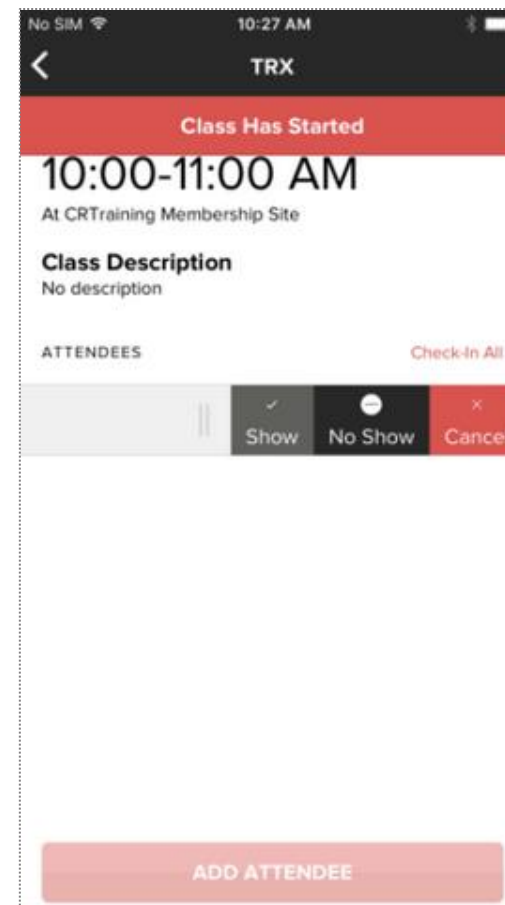 No SIM 10:27 AM
TRX
Class Has Started
10:00-11:00 AM
At CRTraining Membership Site
Class Description
No description
ATTENDEES Check-In All
Show No Show Cance
ADD ATTENDEE